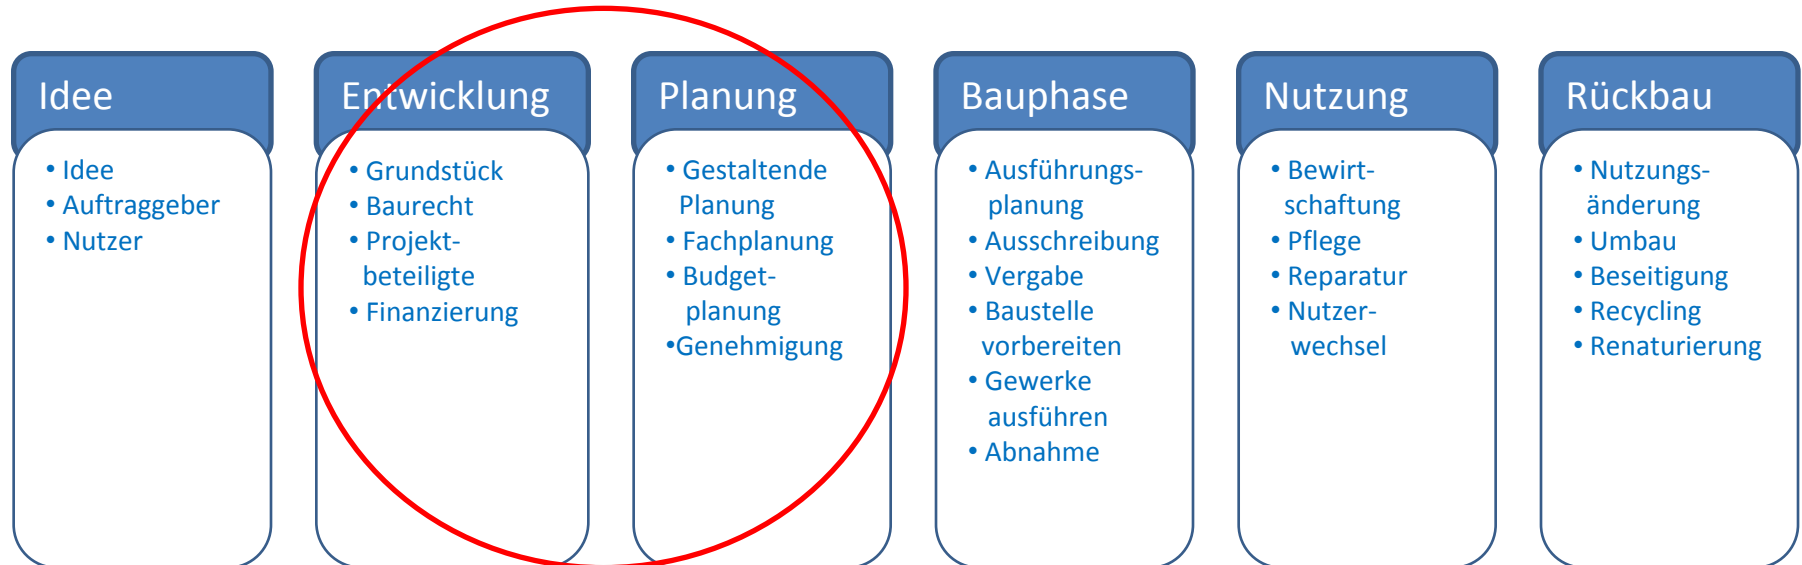 Idee
• Idee
• Auftraggeber
• Nutzer
Entwicklung
• Grundstück
• Baurecht
• Projekt-
beteiligte
• Finanzierung
Planung
• Gestaltende
Planung
• Fachplanung
• Budget-
planung
•Genehmigung
Bauphase
• Ausführungs-
planung
• Ausschreibung
• Vergabe
• Baustelle
vorbereiten
• Gewerke
ausführen
• Abnahme
Nutzung
• Bewirt-
schaftung
• Pflege
• Reparatur
• Nutzer-
wechsel
Rückbau
• Nutzungs-
änderung
• Umbau
• Beseitigung
• Recycling
• Renaturierung